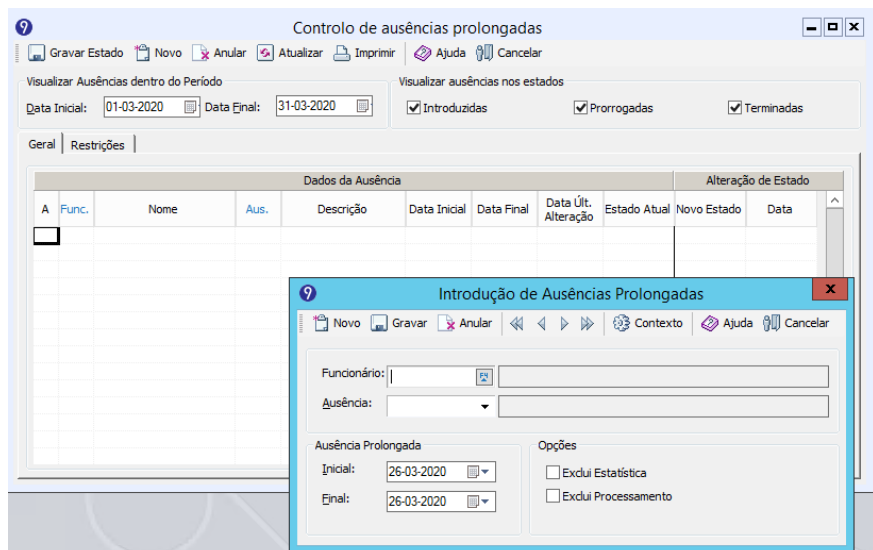 Controlo de ausências prolongadas
Gravar Estado Novo Anular Atualizar Imprimir Ajuda Cancelar
Visualizar Ausências dentro do Período
Data Inicial: 01-03-2020 Data Final: 31-03-2020
Visualizar ausências nos estados
Introduzidas Prorrogadas Terminadas
Geral Restrições
Dados da Ausência Alteração de Estado
A Func. Nome Aus. Descrição Data Inicial Data Final Data Últ. Alteração Estado Atual Novo Estado Data
Introdução de Ausências Prolongadas
Novo Gravar Anular Contexto Ajuda Cancelar
Funcionário: F4
Ausência:
Ausência Prolongada
Inicial: 26-03-2020
Final: 26-03-2020
Opções
Exclui Estatística
Exclui Processamento